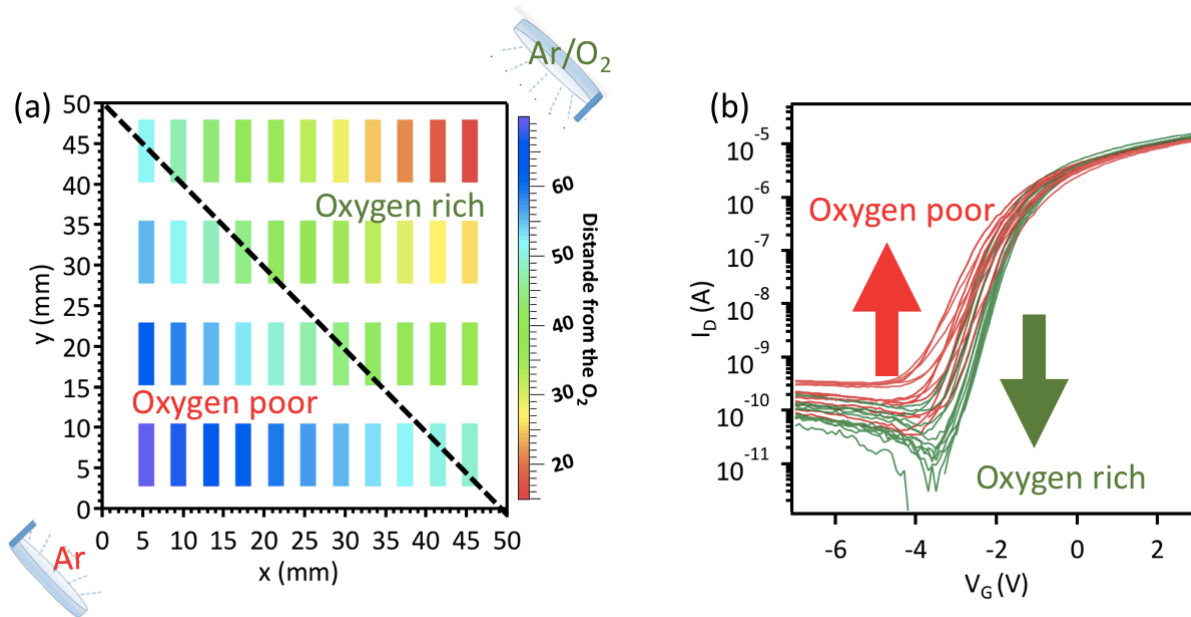 Ar/O2
(a)
50
45
40
35
30
25
20
15
10
5
0
y (mm)
Oxygen rich
Oxygen poor
0 5 10 15 20 25 30 35 40 45 50
x (mm)
Ar
60
50
40
30
20
Distande from the O2
(b)
10-5
10-6
10-7
10-8
10-9
10-10
10-11
ID (A)
Oxygen poor
Oxygen rich
-6 -4 -2 0 2
VG (V)